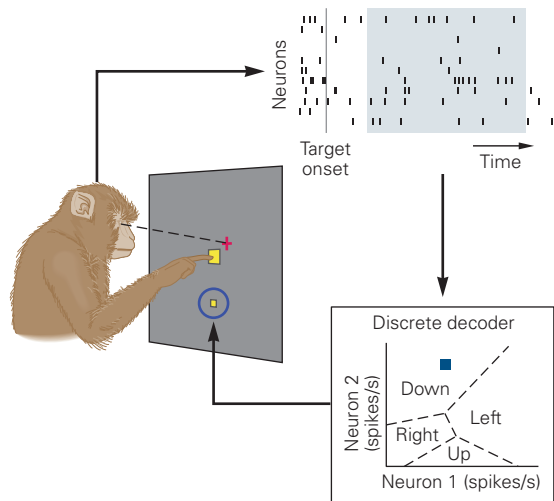 Neurons
Target
onset
Time
Discrete decoder
Neuron 2
(spikes/s)
Down
Left
Right
Up
Neuron 1 (spikes/s)